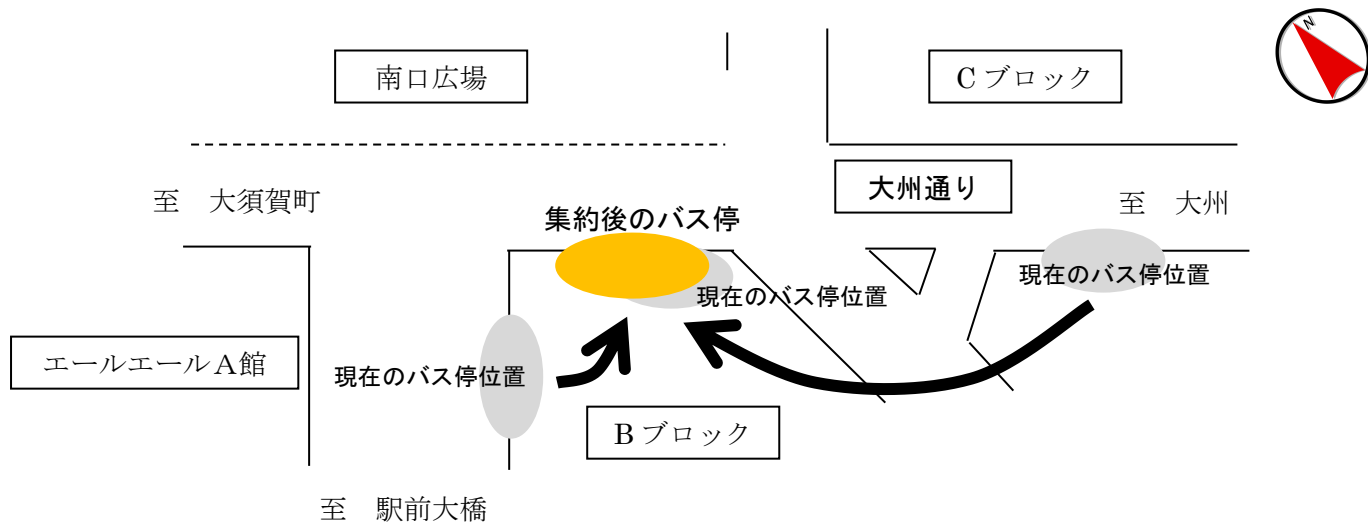 N
南口広場
Cブロック
大州通り
至　大須賀町
至　大州
集約後のバス停
現在のバス停位置
現在のバス停位置
エールエールA館
現在のバス停位置
Bブロック
至　駅前大橋